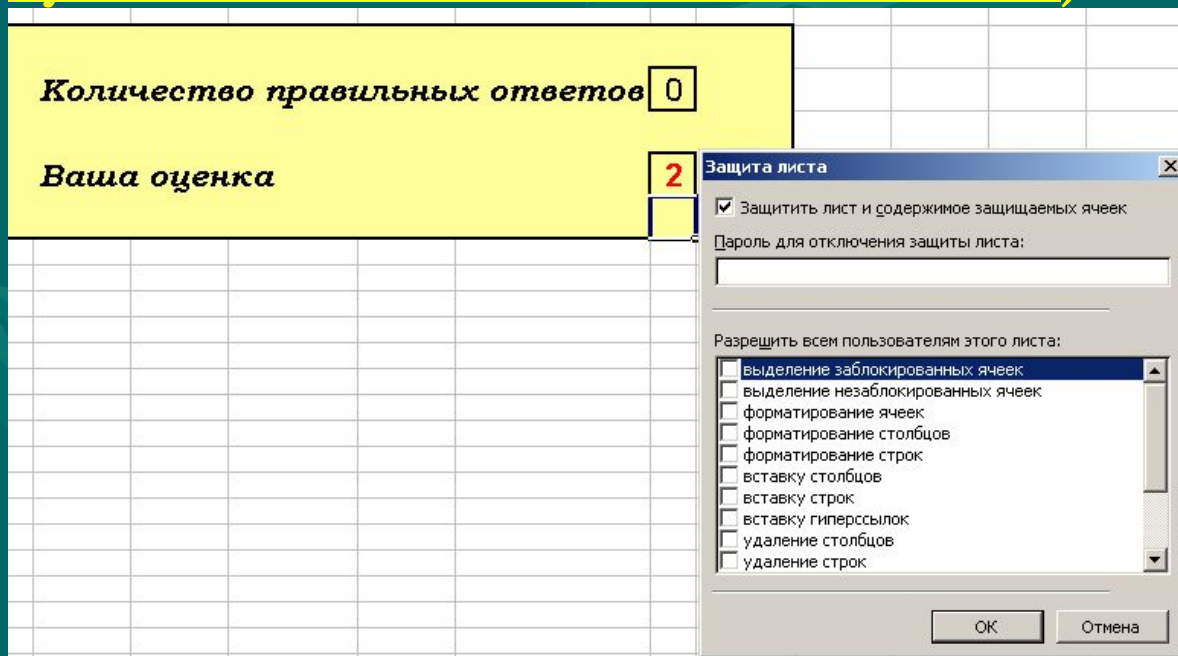 Количество правильных ответов 0
Ваша оценка 2
Защита листа
Защитить лист и содержимое защищаемых ячеек
Пароль для отключения защиты листа:
Разрешить всем пользователям этого листа:
выделение заблокированных ячеек
выделение незаблокированных ячеек
форматирование ячеек
форматирование столбцов
форматирование строк
вставку столбцов
вставку строк
вставку гиперссылок
удаление столбцов
удаление строк
ОК Отмена